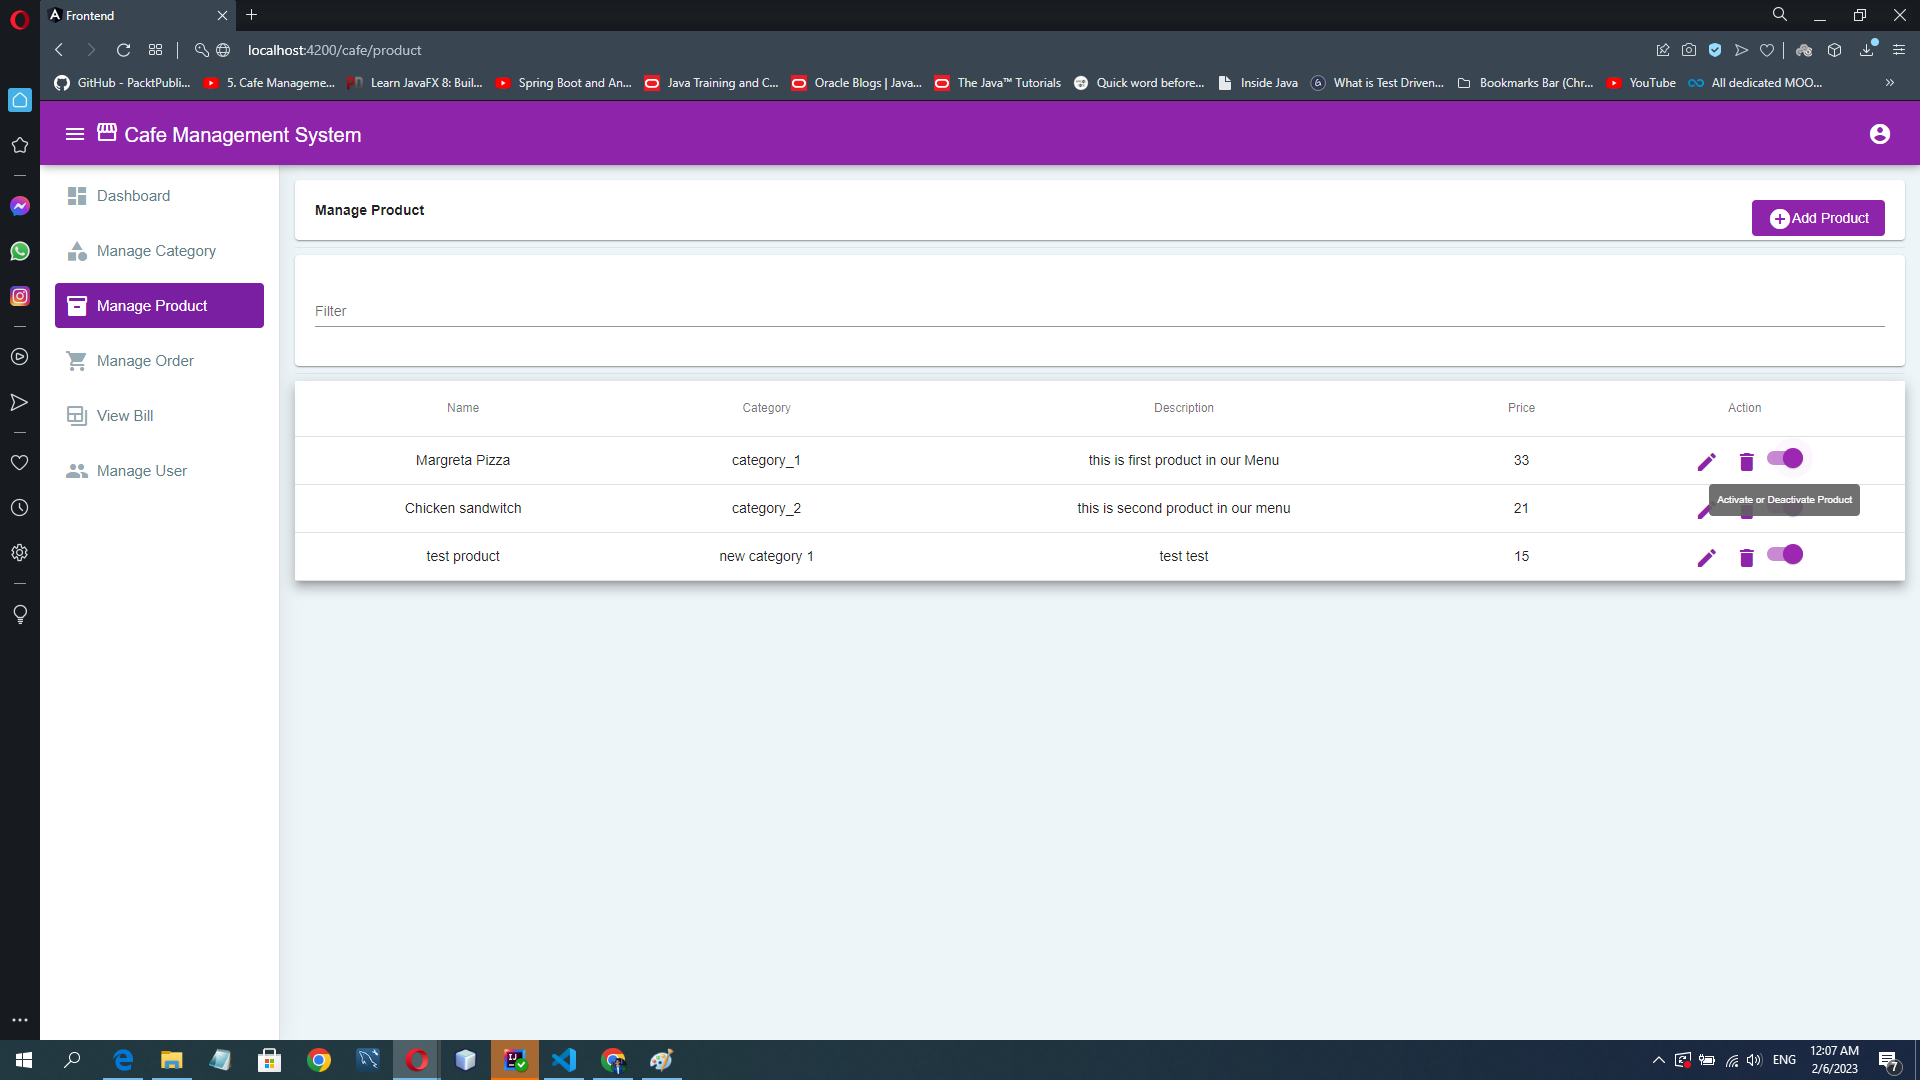 Frontend
localhost:4200/cafe/product
GitHub - PacktPubli... 5. Cafe Manageme... Learn JavaFX 8: Buil... Spring Boot and An... Java Training and C... Oracle Blogs | Java... The Java™ Tutorials Quick word before... Inside Java What is Test Driven... Bookmarks Bar (Chr... YouTube All dedicated MOO... »
Cafe Management System
Dashboard
Manage Category
Manage Product
Manage Order
View Bill
Manage User
Manage Product
Add Product
Filter
Name Category Description Price Action
Margreta Pizza category_1 this is first product in our Menu 33
Activate or Deactivate Product
Chicken sandwitch category_2 this is second product in our menu 21
test product new category 1 test test 15
ENG
12:07 AM
2/6/2023
7